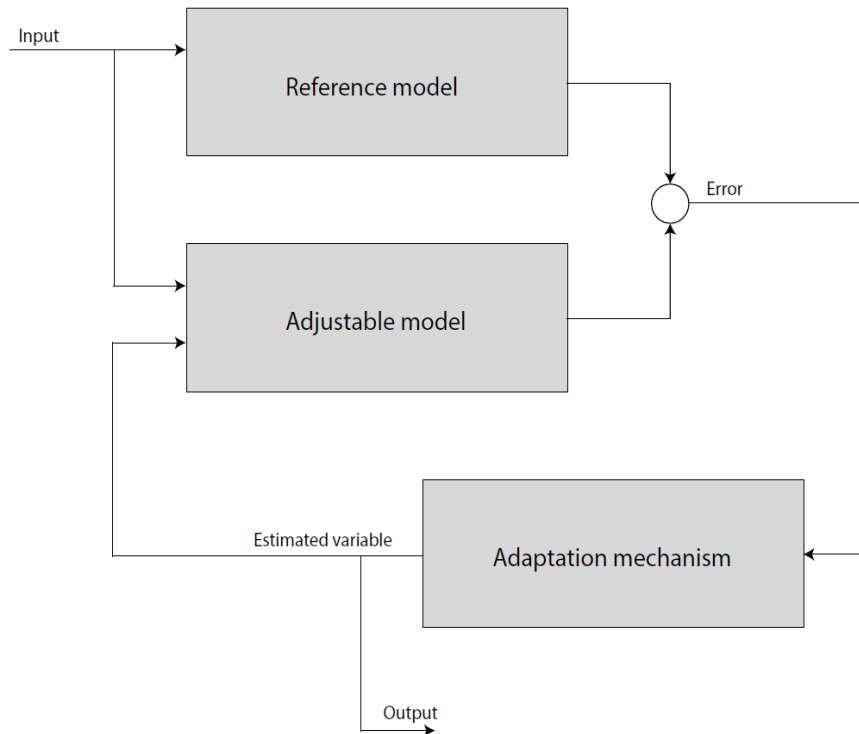 Input
Reference model
Error
Adjustable model
Estimated variable
Adaptation mechanism
Output